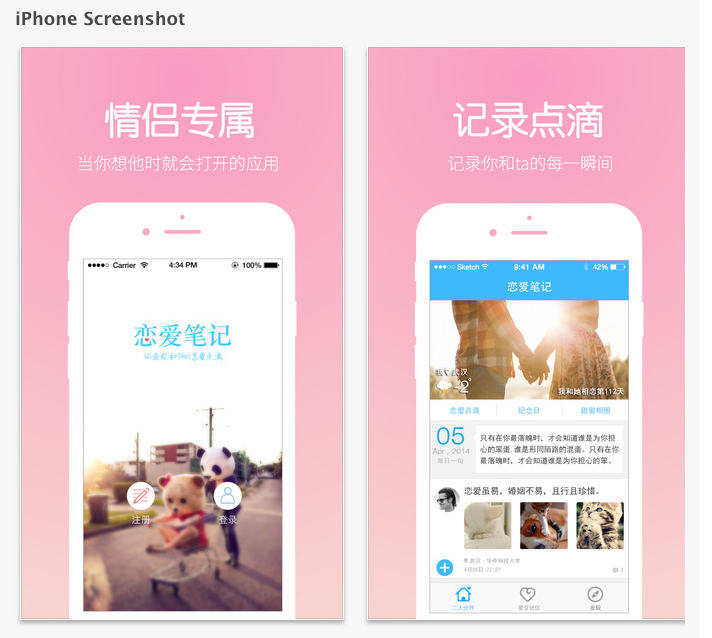 iPhone Screenshot
情侣专属
当你想他时就会打开的应用
Carrier
4:34 PM
100%
恋爱笔记
记录你和TA的恋爱点滴
注册
登录
记录点滴
记录你和ta的每一瞬间
Sketch
9:41 AM
42%
恋爱笔记
武汉
-2°
我和她相恋第112天
恋爱点滴
纪念日
甜蜜相册
05
Apr , 2014
每日一句
只有在你最落魄时，才会知道谁是为你担
心的笨蛋.谁是形同陌路的混蛋。只有在你
最落魄时，才会知道谁是为你担心的笨。
恋爱虽易，婚姻不易，且行且珍惜。
武汉·华中科技大学
4月05日 22:27
3
二人世界
爱芽社区
发现